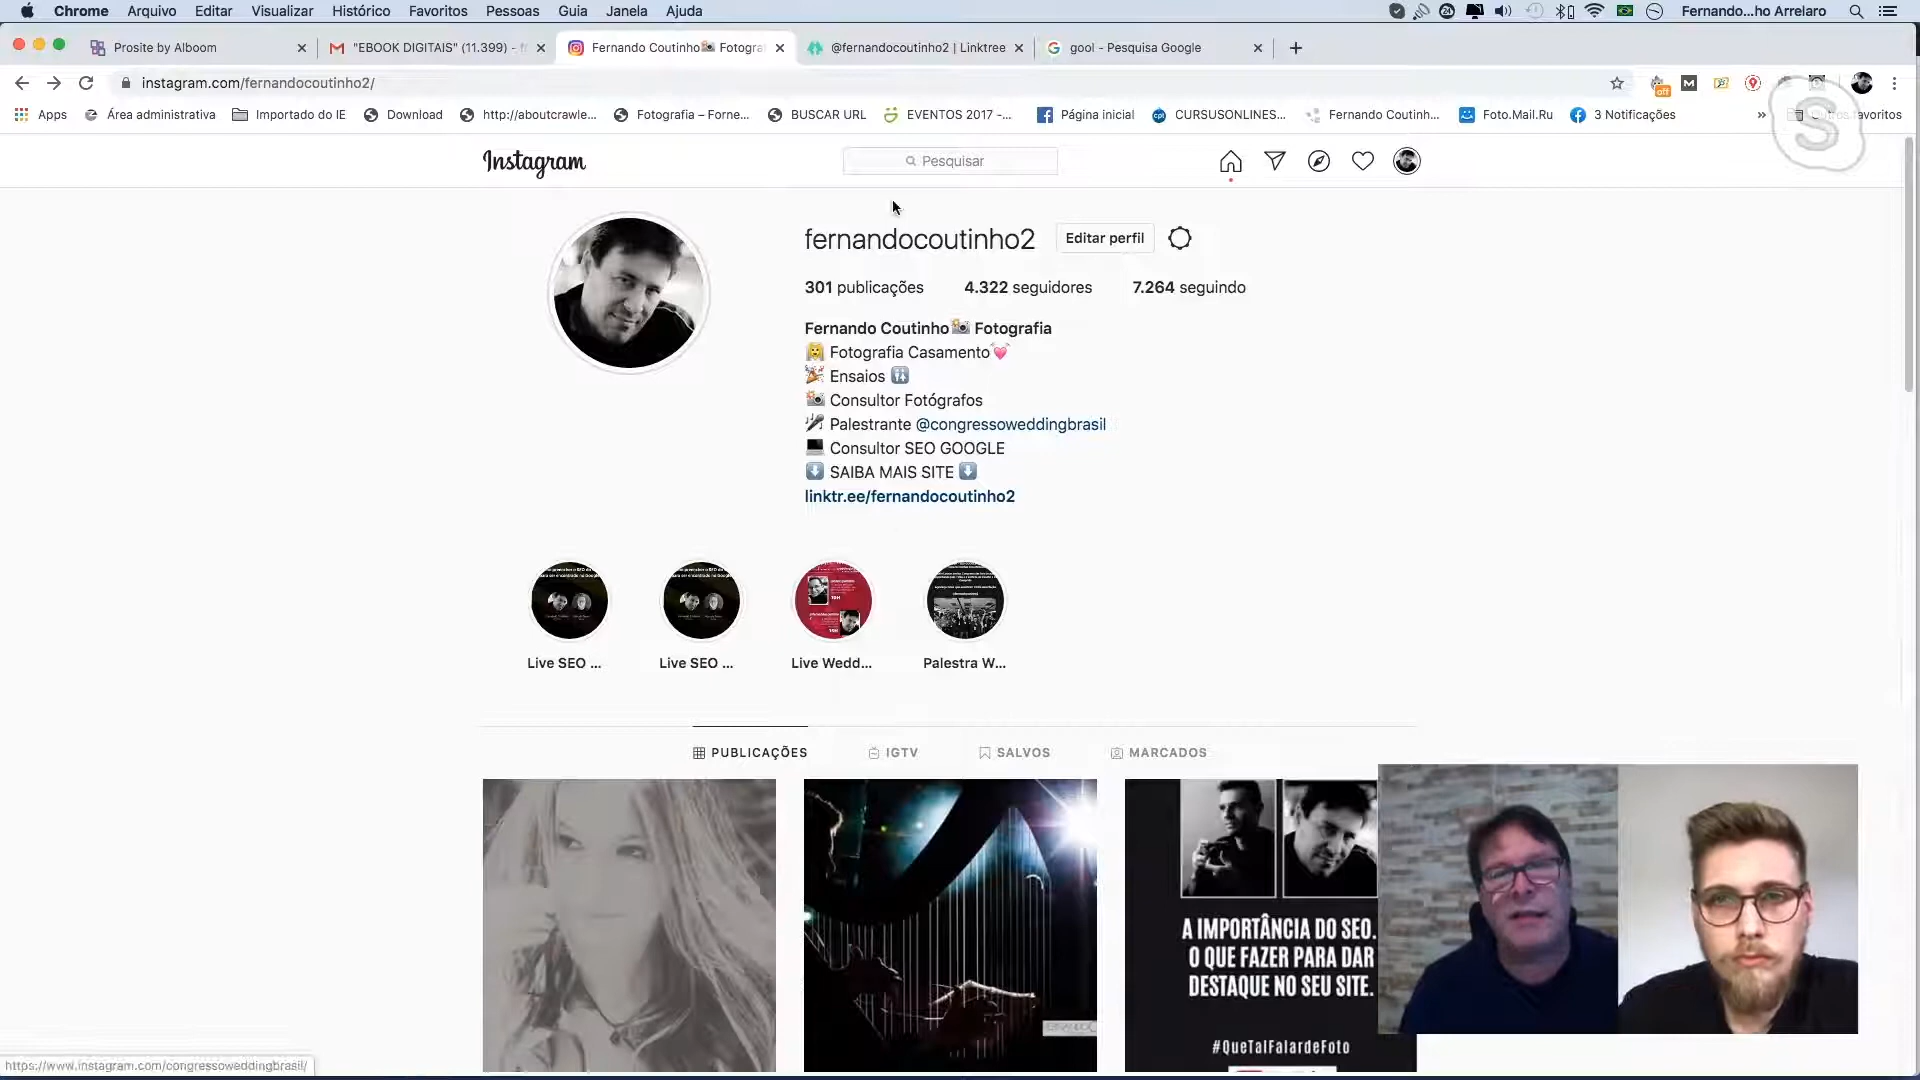 Chrome Arquivo Editar Visualizar Histórico Favoritos Pessoas Guia Janela Ajuda Fernando...ho Arrelaro
Prosite by Alboom
"EBOOK DIGITAIS" (11.399) - f
Fernando Coutinho📸 Fotogra
@fernandocoutinho2 | Linktree
gool - Pesquisa Google
instagram.com/fernandocoutinho2/
off
Apps Área administrativa Importado do IE Download http://aboutcrawle... Fotografia – Forne... BUSCAR URL EVENTOS 2017 -... Página inicial CURSUSONLINES... Fernando Coutinh... Foto.Mail.Ru 3 Notificações » Outros favoritos
Instagram
Pesquisar
fernandocoutinho2 Editar perfil
301 publicações 4.322 seguidores 7.264 seguindo
Fernando Coutinho📸 Fotografia
👰 Fotografia Casamento💓
🎉 Ensaios 🚻
📸 Consultor Fotógrafos
🎤 Palestrante @congressoweddingbrasil
💻 Consultor SEO GOOGLE
⬇️ SAIBA MAIS SITE ⬇️
linktr.ee/fernandocoutinho2
Live SEO ... Live SEO ... Live Wedd... Palestra W...
PUBLICAÇÕES IGTV SALVOS MARCADOS
A IMPORTÂNCIA DO SEO.
O QUE FAZER PARA DAR
DESTAQUE NO SEU SITE.
#QueTalFalardeFoto
https://www.instagram.com/congressoweddingbrasil/